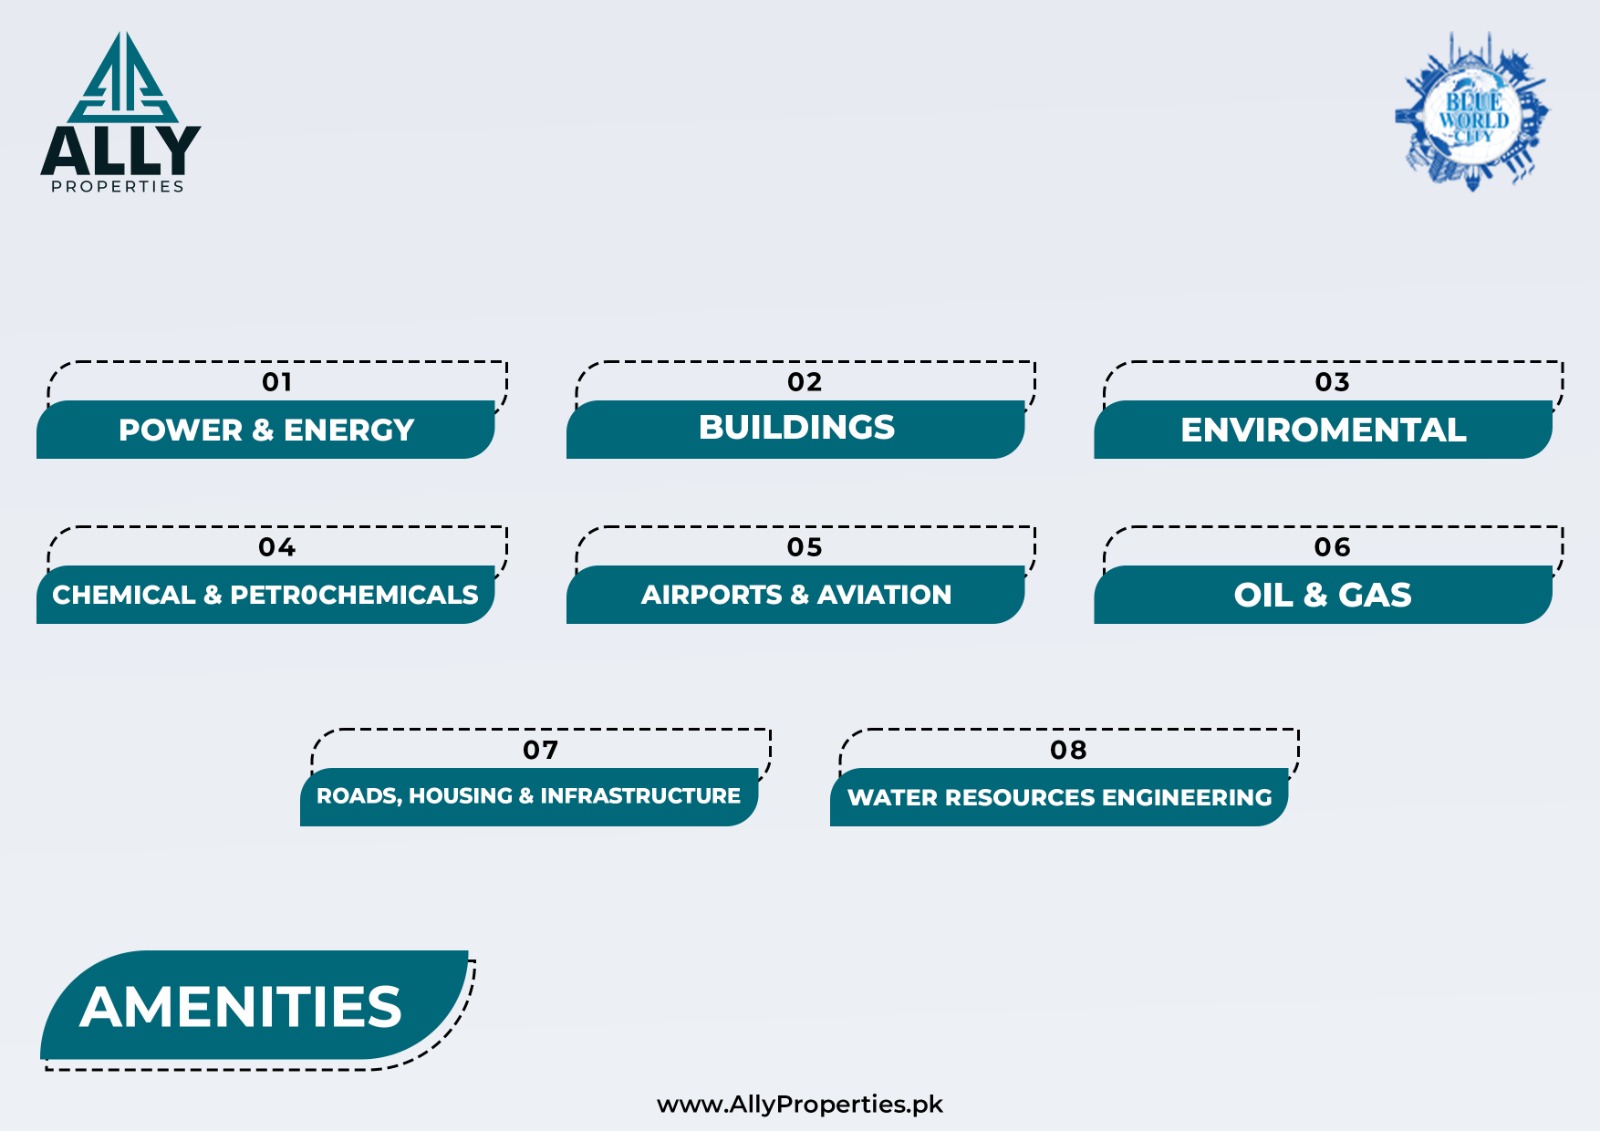 ALLY
PROPERTIES
BLUE
WORLD
CITY
01
POWER & ENERGY
02
BUILDINGS
03
ENVIROMENTAL
04
CHEMICAL & PETR0CHEMICALS
05
AIRPORTS & AVIATION
06
OIL & GAS
07
ROADS, HOUSING & INFRASTRUCTURE
08
WATER RESOURCES ENGINEERING
AMENITIES
www.AllyProperties.pk